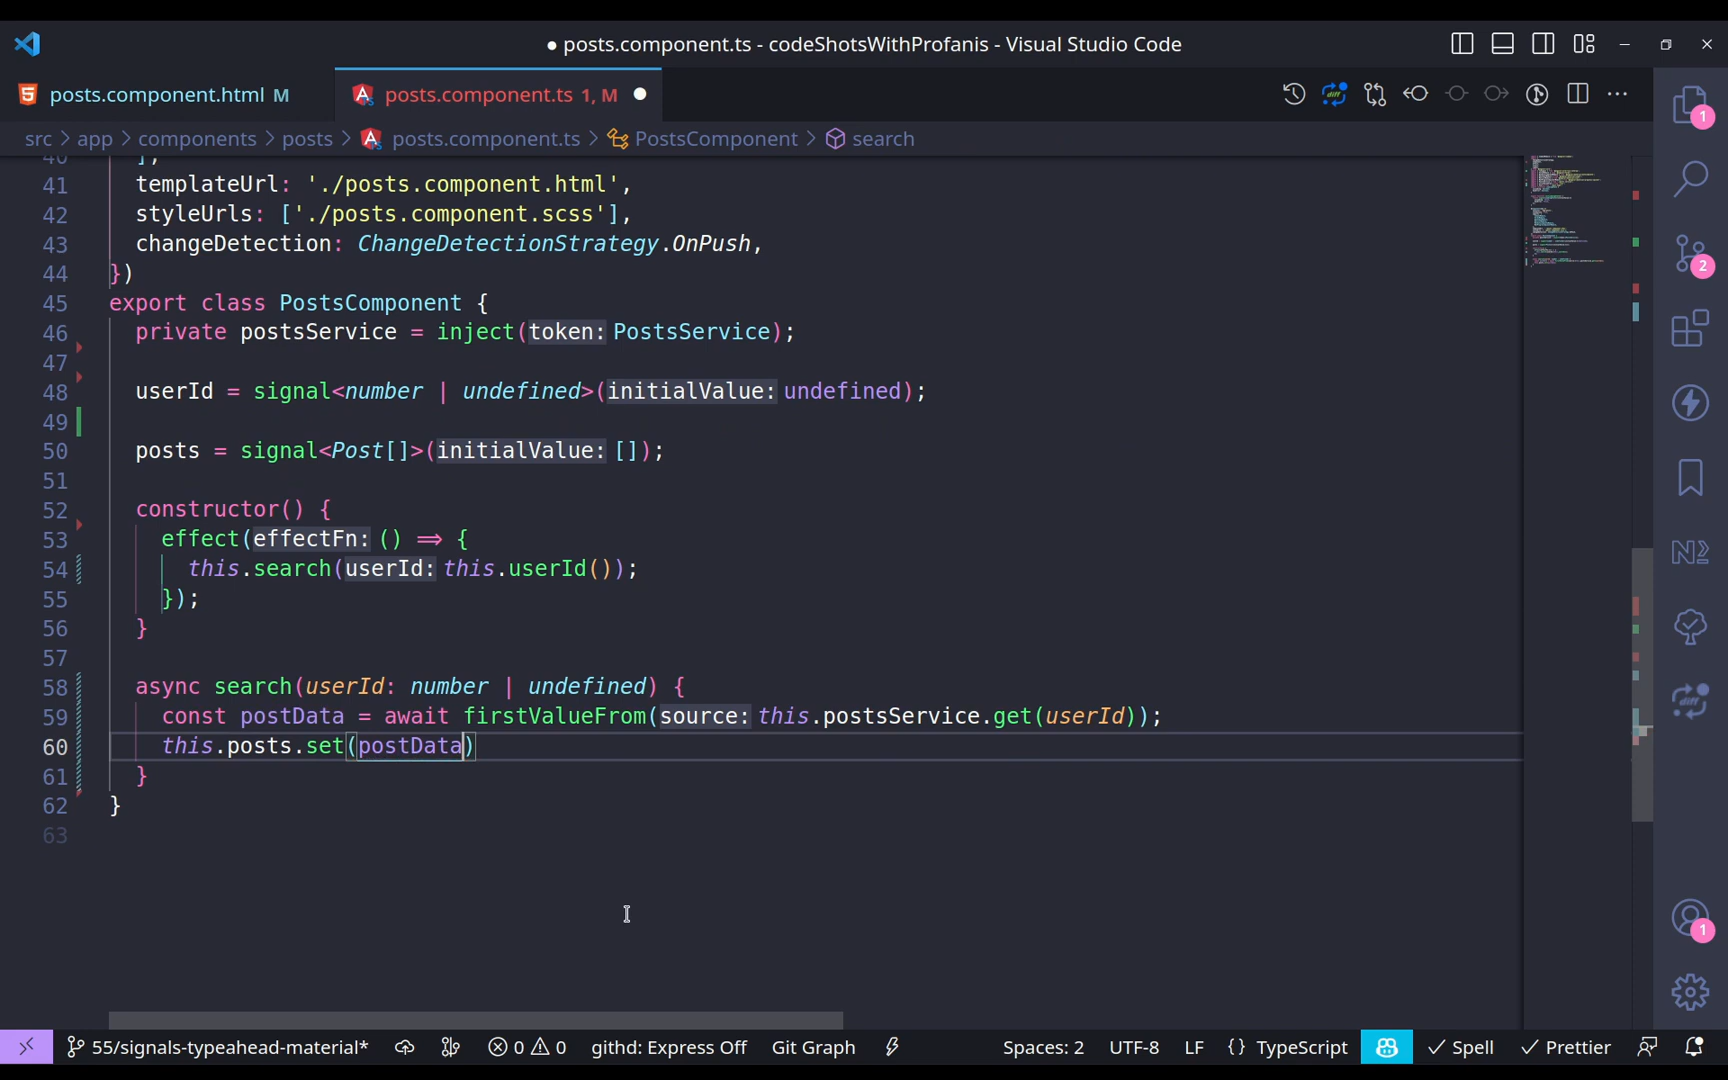 ● posts.component.ts - codeShotsWithProfanis - Visual Studio Code
posts.component.html M
posts.component.ts 1, M ●
src > app > components > posts > posts.component.ts > PostsComponent > search
40 ],
41 templateUrl: './posts.component.html',
42 styleUrls: ['./posts.component.scss'],
43 changeDetection: ChangeDetectionStrategy.OnPush,
44 })
45 export class PostsComponent {
46 private postsService = inject(token: PostsService);
47
48 userId = signal<number | undefined>(initialValue: undefined);
49
50 posts = signal<Post[]>(initialValue: []);
51
52 constructor() {
53 effect(effectFn: () => {
54 this.search(userId: this.userId());
55 });
56 }
57
58 async search(userId: number | undefined) {
59 const postData = await firstValueFrom(source: this.postsService.get(userId));
60 this.posts.set(postData)
61 }
62 }
63
1
2
1
55/signals-typeahead-material* 0 0 githd: Express Off Git Graph Spaces: 2 UTF-8 LF {} TypeScript ✓ Spell ✓ Prettier